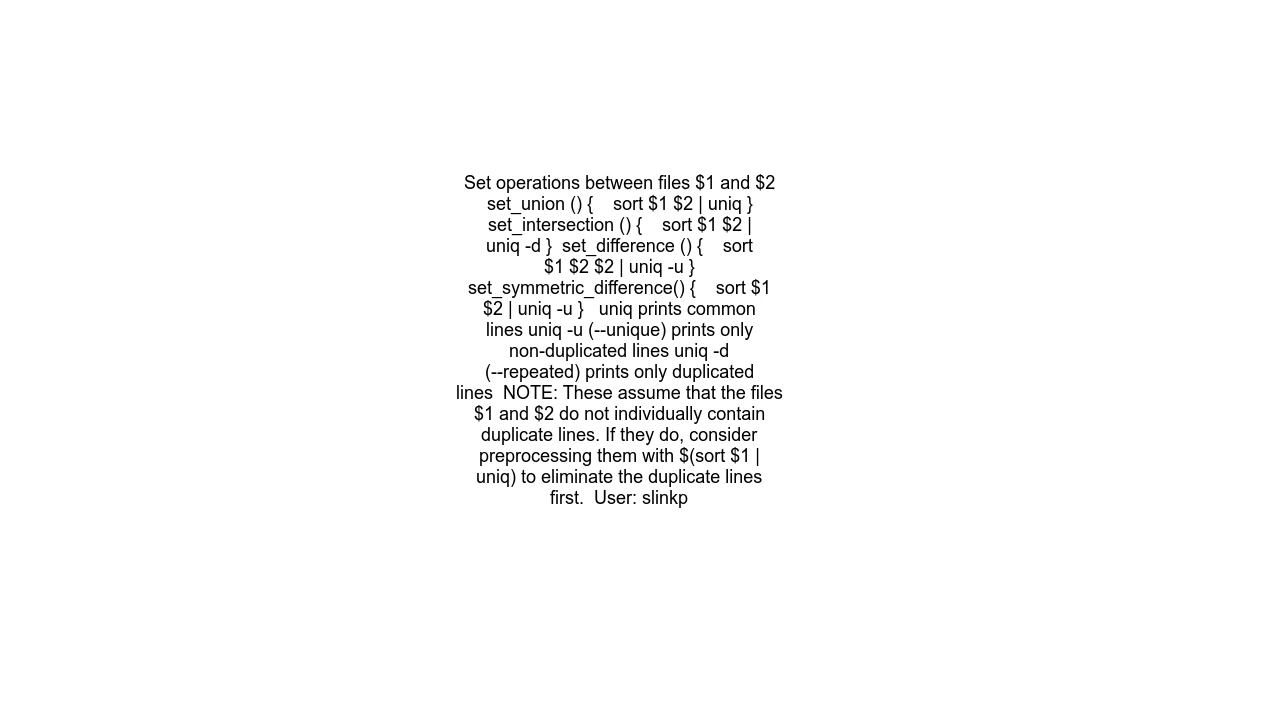 Set operations between files $1 and $2
set_union () {    sort $1 $2 | uniq }
set_intersection () {    sort $1 $2 |
uniq -d }  set_difference () {    sort
$1 $2 $2 | uniq -u }
set_symmetric_difference() {    sort $1
$2 | uniq -u }   uniq prints common
lines uniq -u (--unique) prints only
non-duplicated lines uniq -d
(--repeated) prints only duplicated
lines  NOTE: These assume that the files
$1 and $2 do not individually contain
duplicate lines. If they do, consider
preprocessing them with $(sort $1 |
uniq) to eliminate the duplicate lines
first.  User: slinkp